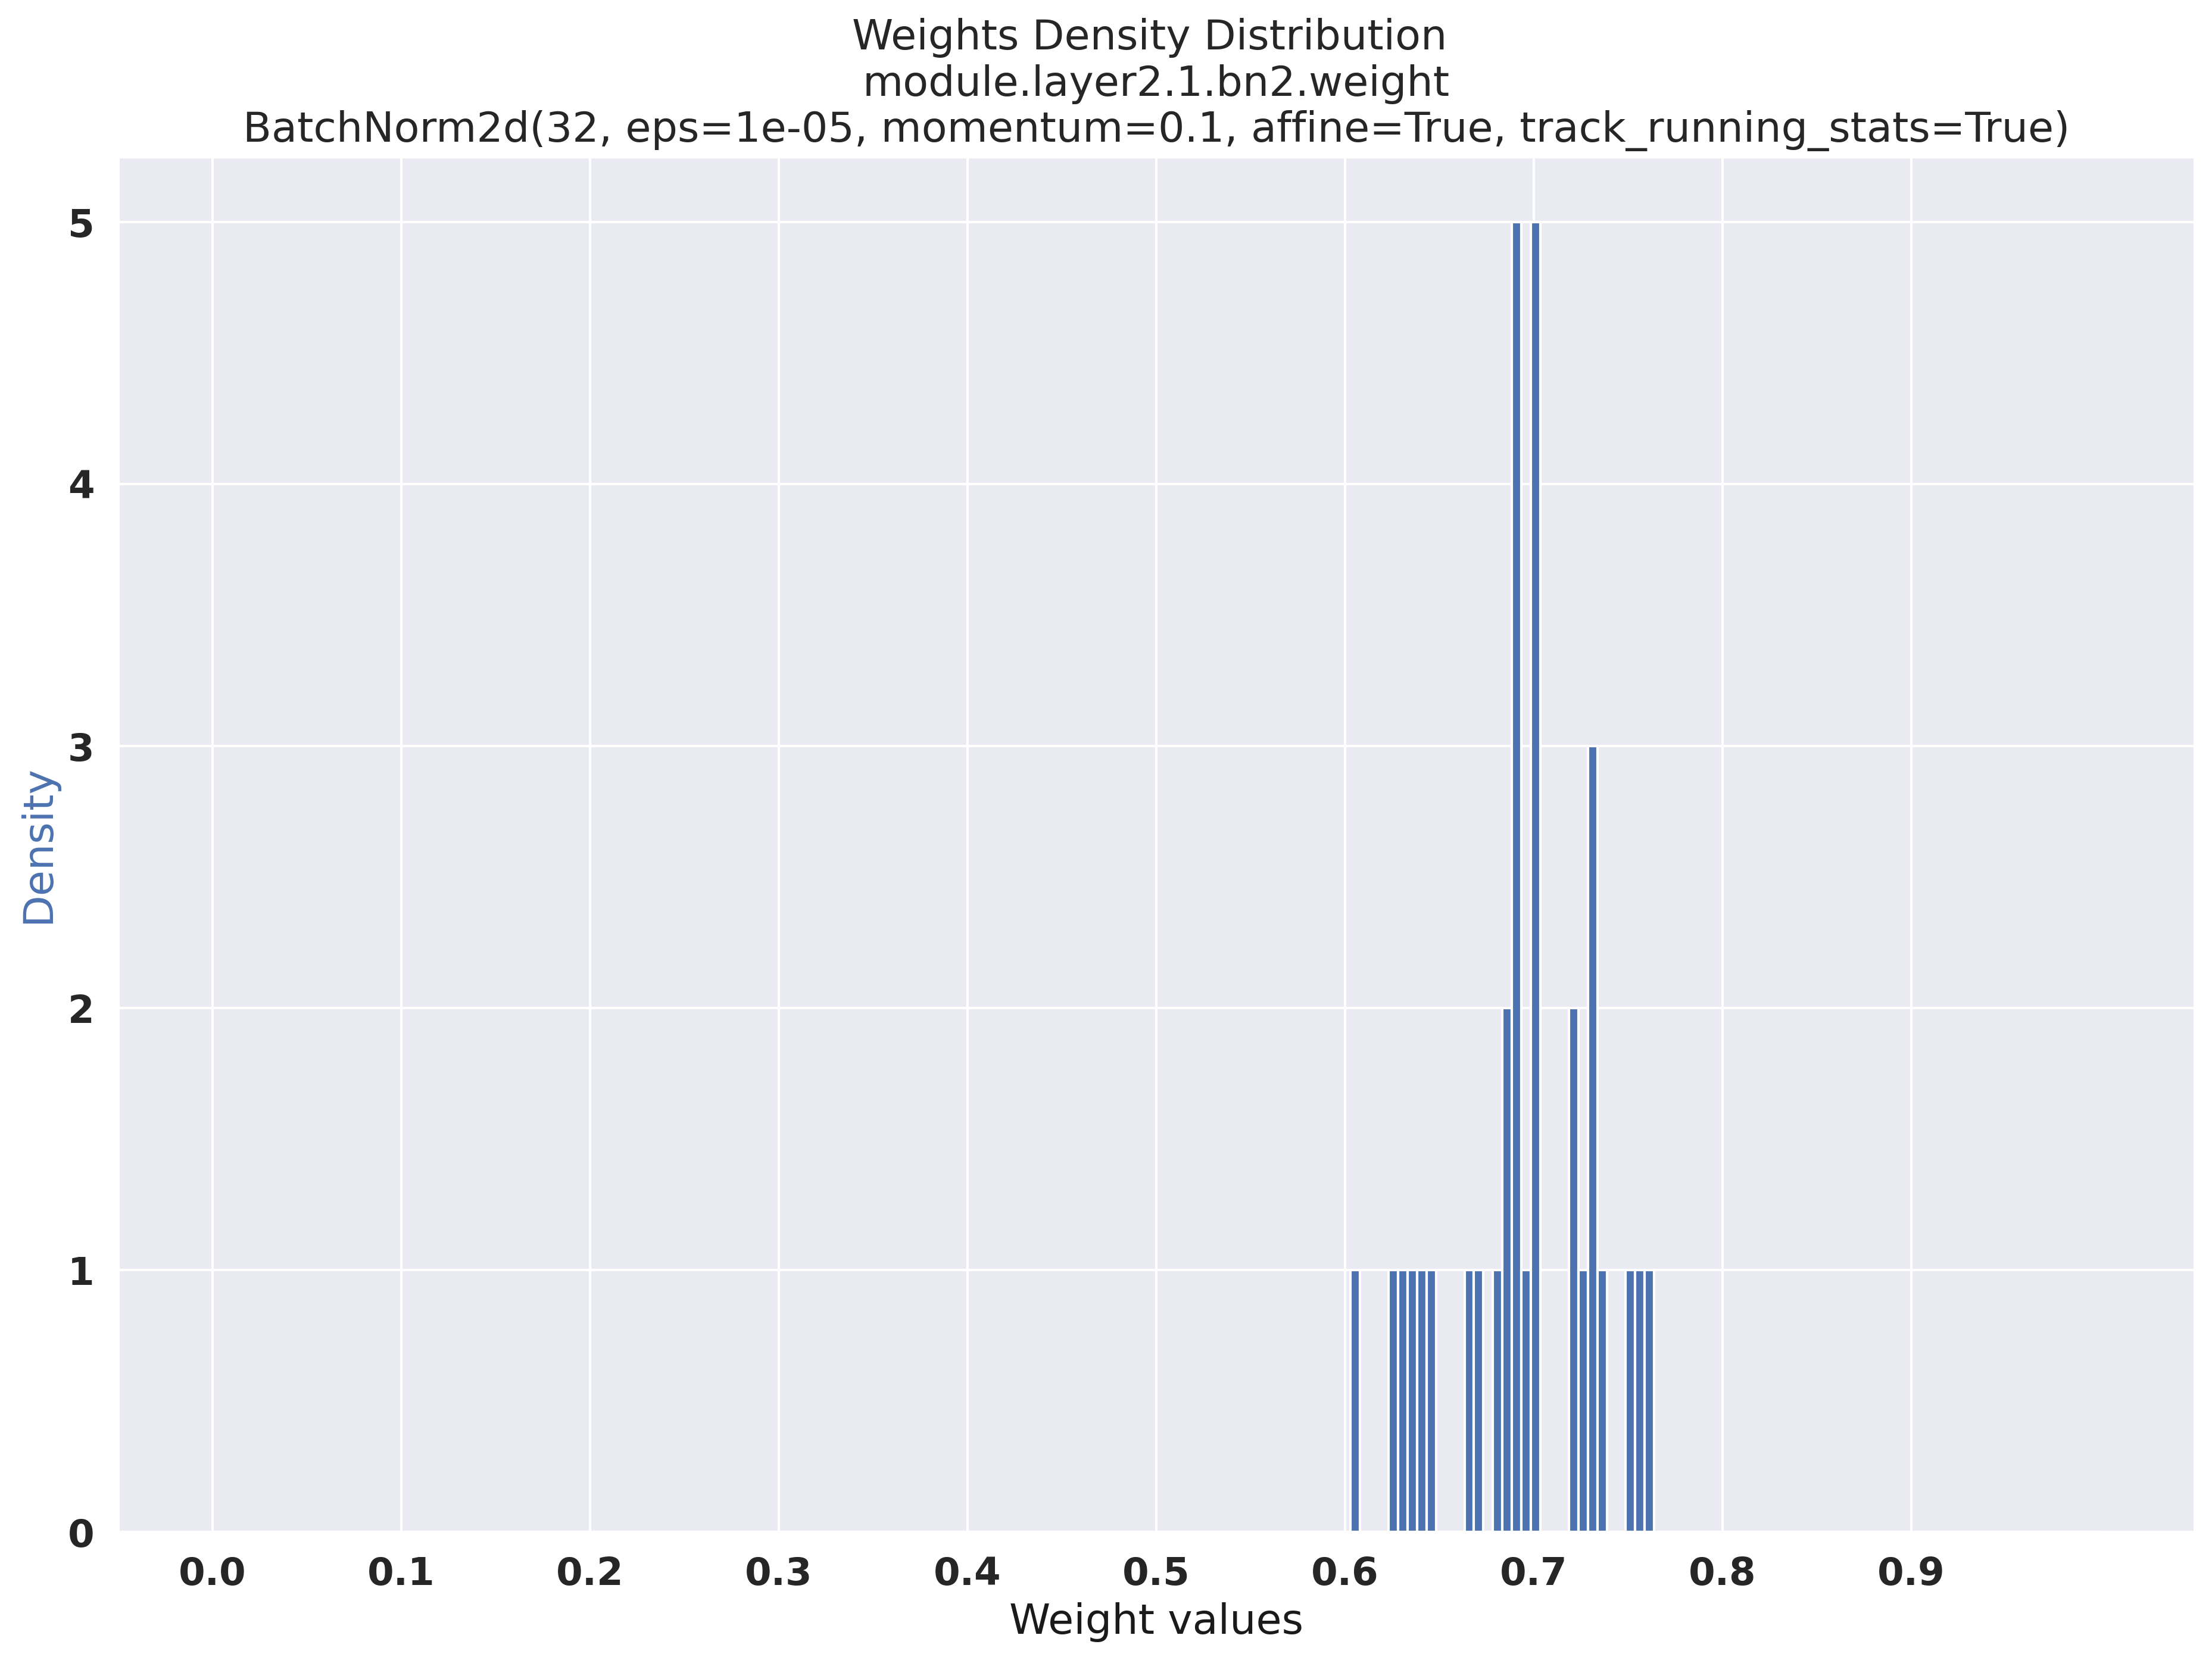 Weights Density Distribution
module.layer2.1.bn2.weight
BatchNorm2d(32, eps=1e-05, momentum=0.1, affine=True, track_running_stats=True)
5
4
3
2
1
0
Density
0.0 0.1 0.2 0.3 0.4 0.5 0.6 0.7 0.8 0.9
Weight values